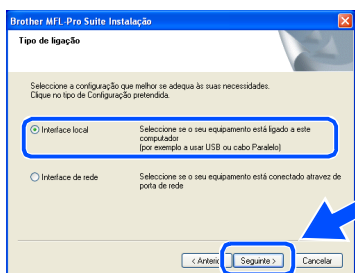 Brother MFL-Pro Suite Instalação
Tipo de ligação
Seleccione a configuração que melhor se adequa às suas necessidades.
Clique no tipo de Configuração pretendida.
Interface local
Seleccione se o seu equipamento está ligado a este
computador
(por exemplo a usar USB ou cabo Paralelo)
Interface de rede
Seleccione se o seu equipamento está conectado atravez de
porta de rede
< Anterio
Seguinte >
Cancelar